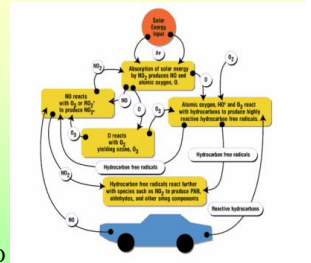 Solar
Energy
Input
hv
NO₂
Absorption of solar energy
by NO₂ produces NO and
atomic oxygen, O.
O
O₂
NO reacts
with O₃ or RO₂•
to produce NO₂.
NO
O
Atomic oxygen, HO• and O₃ react
with hydrocarbons to produce highly
reactive hydrocarbon free radicals.
O₃
O reacts
with O₂
yielding ozone, O₃
O₃
Hydrocarbon free radicals
Hydrocarbon free radicals
NO₂
Hydrocarbon free radicals react further
with species such as NO₂ to produce PAN,
aldehydes, and other smog components
NO
Reactive hydrocarbons